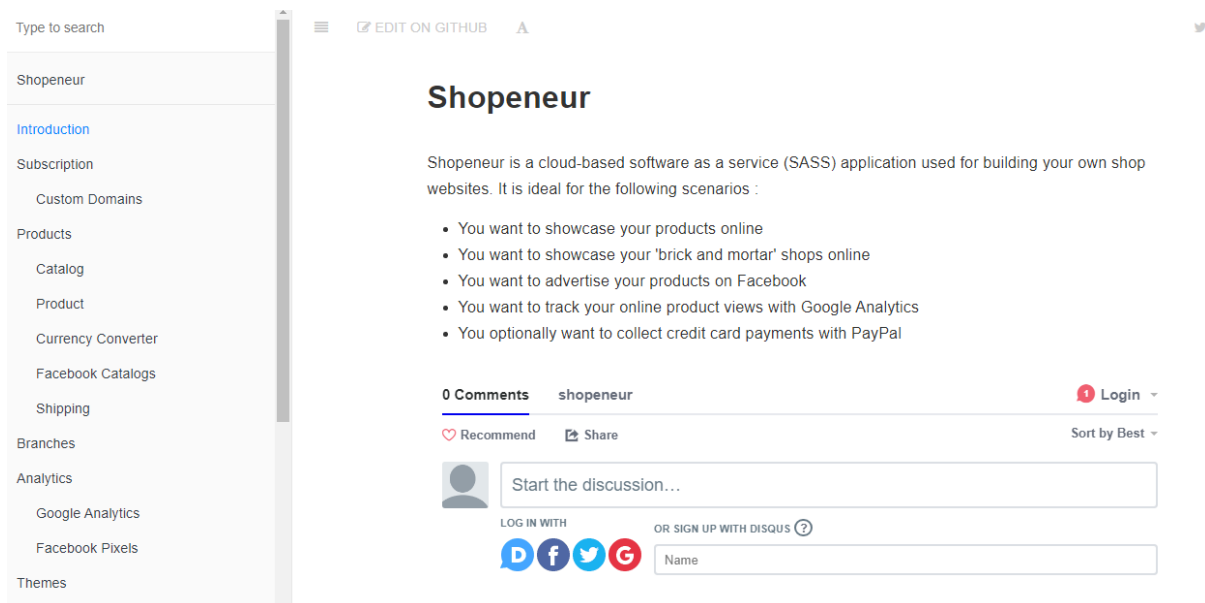 Type to search
Shopeneur
Introduction
Subscription
Custom Domains
Products
Catalog
Product
Currency Converter
Facebook Catalogs
Shipping
Branches
Analytics
Google Analytics
Facebook Pixels
Themes
EDIT ON GITHUB
A
Shopeneur
Shopeneur is a cloud-based software as a service (SASS) application used for building your own shop
websites. It is ideal for the following scenarios :
• You want to showcase your products online
• You want to showcase your 'brick and mortar' shops online
• You want to advertise your products on Facebook
• You want to track your online product views with Google Analytics
• You optionally want to collect credit card payments with PayPal
0 Comments shopeneur 1 Login
Recommend Share Sort by Best
Start the discussion…
LOG IN WITH
D f G
OR SIGN UP WITH DISQUS ?
Name